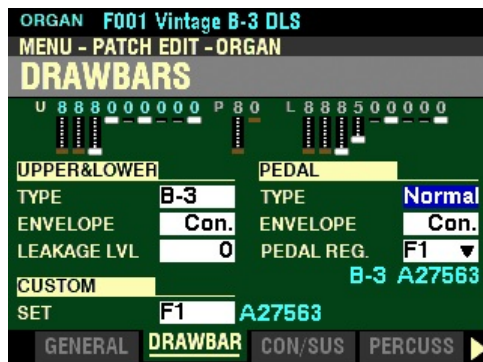 ORGAN F001 Vintage B-3 DLS
MENU - PATCH EDIT - ORGAN
DRAWBARS
U 888000000 P 80 L 888500000
UPPER&LOWER PEDAL
TYPE B-3 TYPE Normal
ENVELOPE Con. ENVELOPE Con.
LEAKAGE LVL 0 PEDAL REG. F1 ▼
B-3 A27563
CUSTOM
SET F1 A27563
GENERAL DRAWBAR CON/SUS PERCUSS